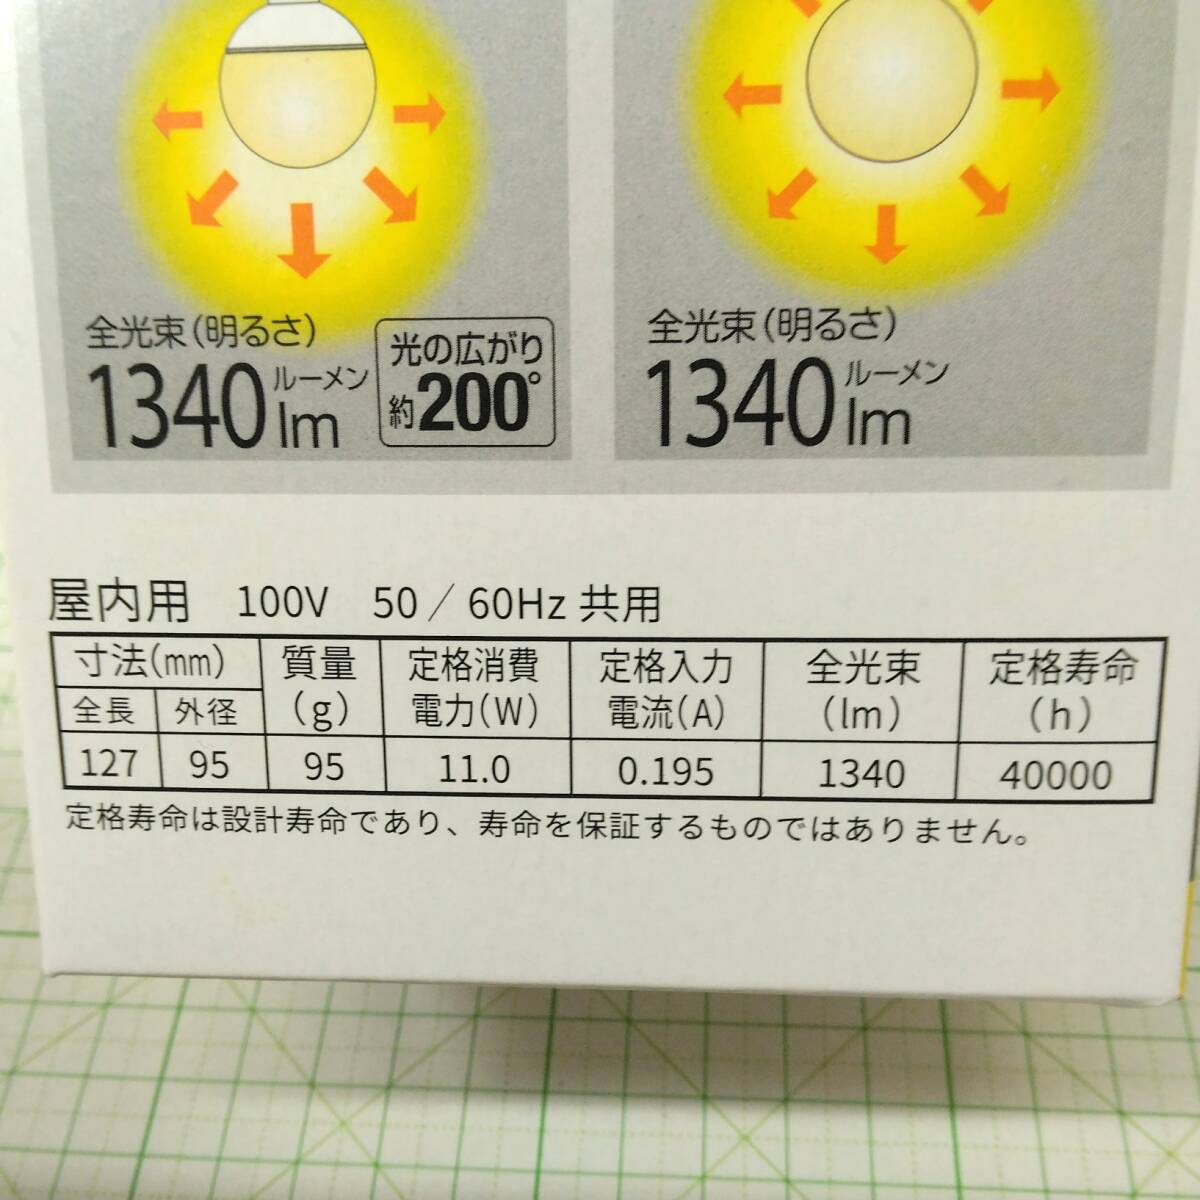 全光束（明るさ）
1340 ルーメン lm
光の広がり
約200°
全光束（明るさ）
1340 ルーメン lm
屋内用 100V 50／60Hz 共用
寸法(mm) 質量(g) 定格消費電力(W) 定格入力電流(A) 全光束(lm) 定格寿命(h)
全長 外径
127 95 95 11.0 0.195 1340 40000
定格寿命は設計寿命であり、寿命を保証するものではありません。